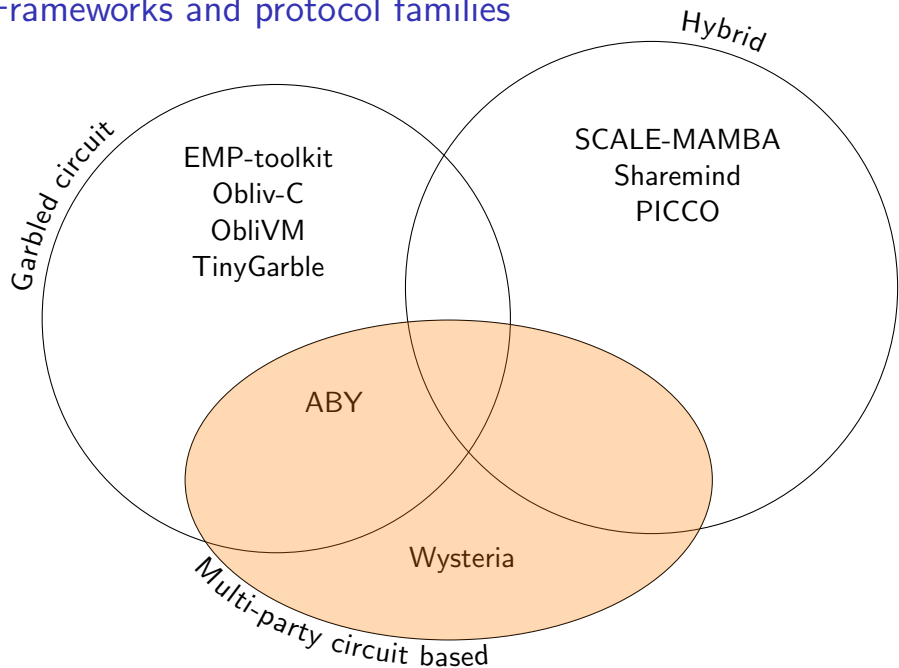 Frameworks and protocol families
Hybrid
Garbled circuit
EMP-toolkit
Obliv-C
ObliVM
TinyGarble
SCALE-MAMBA
Sharemind
PICCO
ABY
Wysteria
Multi-party circuit based